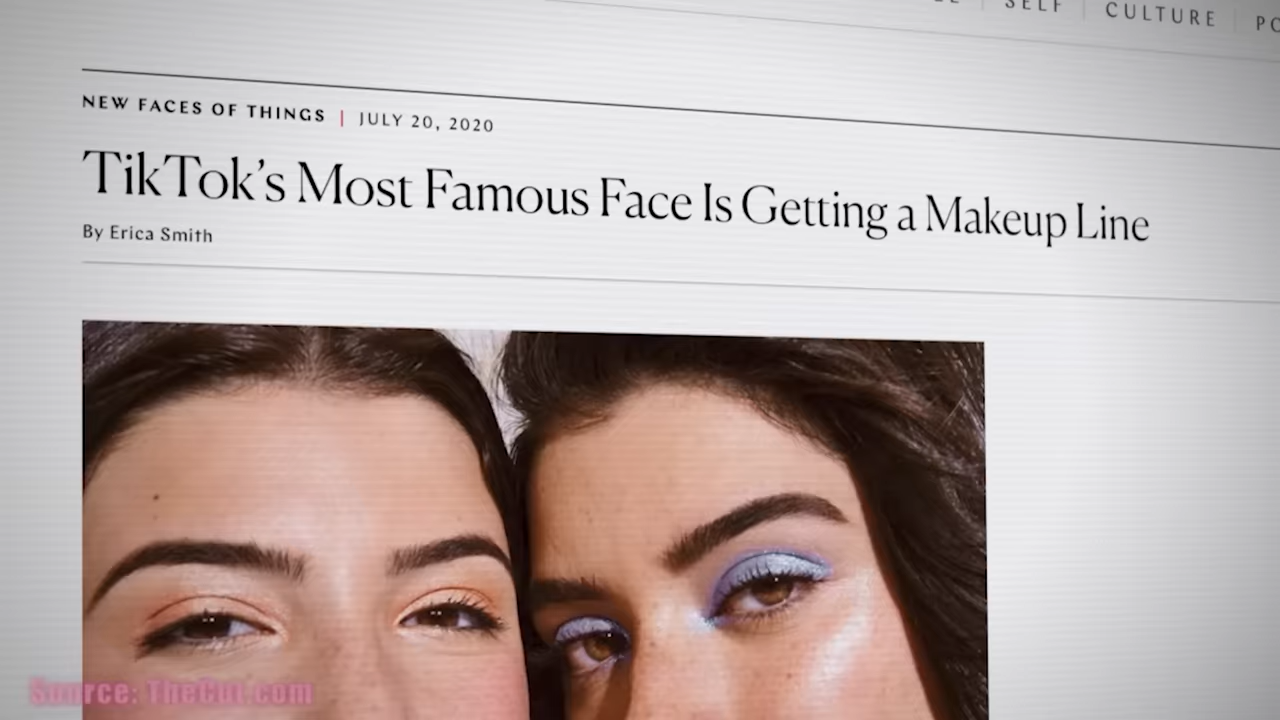 SELF CULTURE
NEW FACES OF THINGS | JULY 20, 2020
TikTok's Most Famous Face Is Getting a Makeup Line
By Erica Smith
Source: TheCut.com